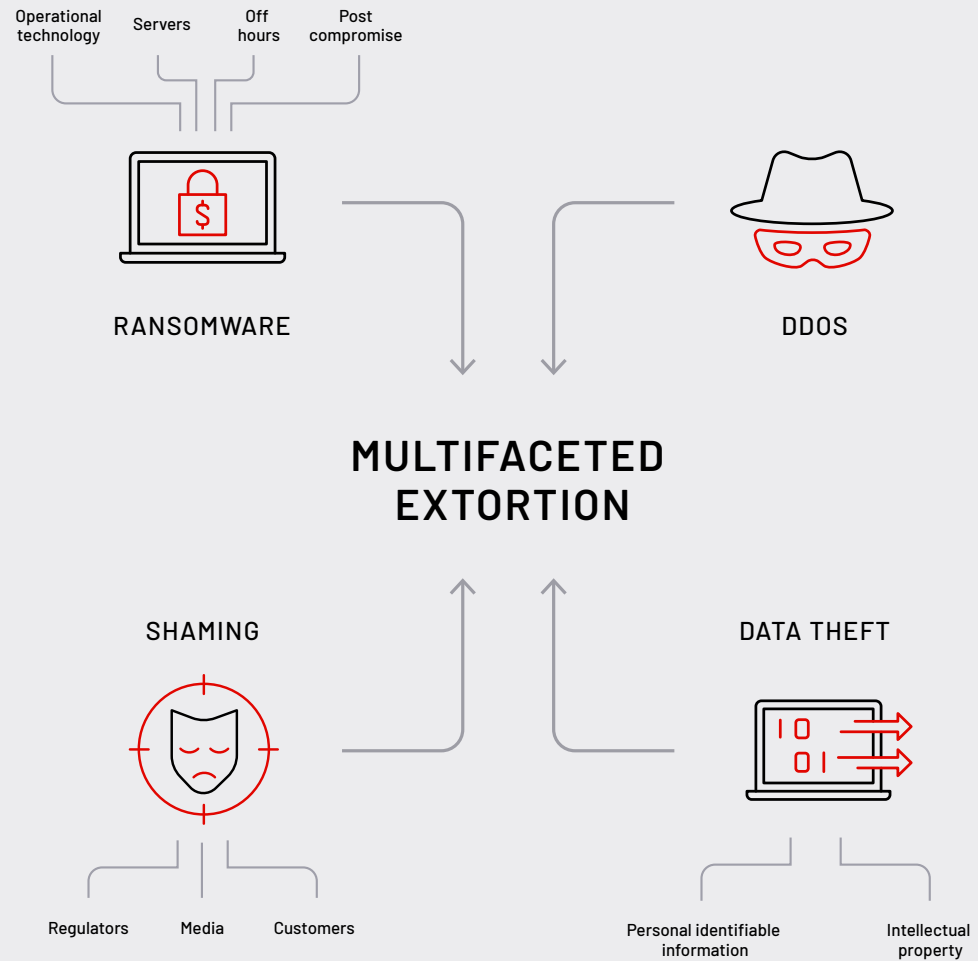 Operational
technology
Servers
Off
hours
Post
compromise
$
RANSOMWARE
DDOS
MULTIFACETED
EXTORTION
SHAMING
DATA THEFT
10
01
Regulators
Media
Customers
Personal identifiable
information
Intellectual
property